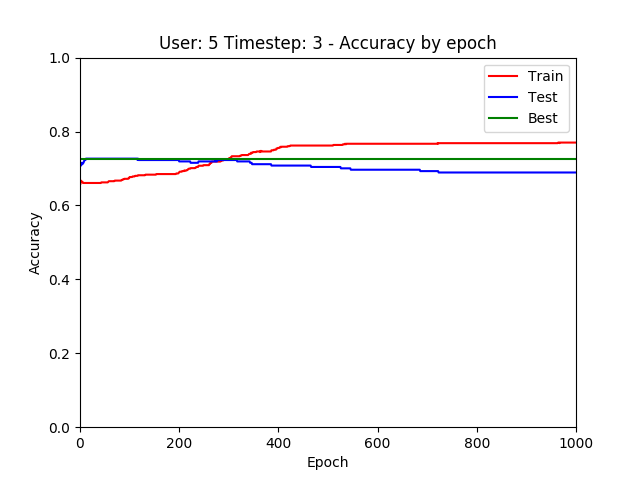 User: 5 Timestep: 3 - Accuracy by epoch
1.0
0.8
0.6
0.4
0.2
0.0
Accuracy
Train
Test
Best
0 200 400 600 800 1000
Epoch